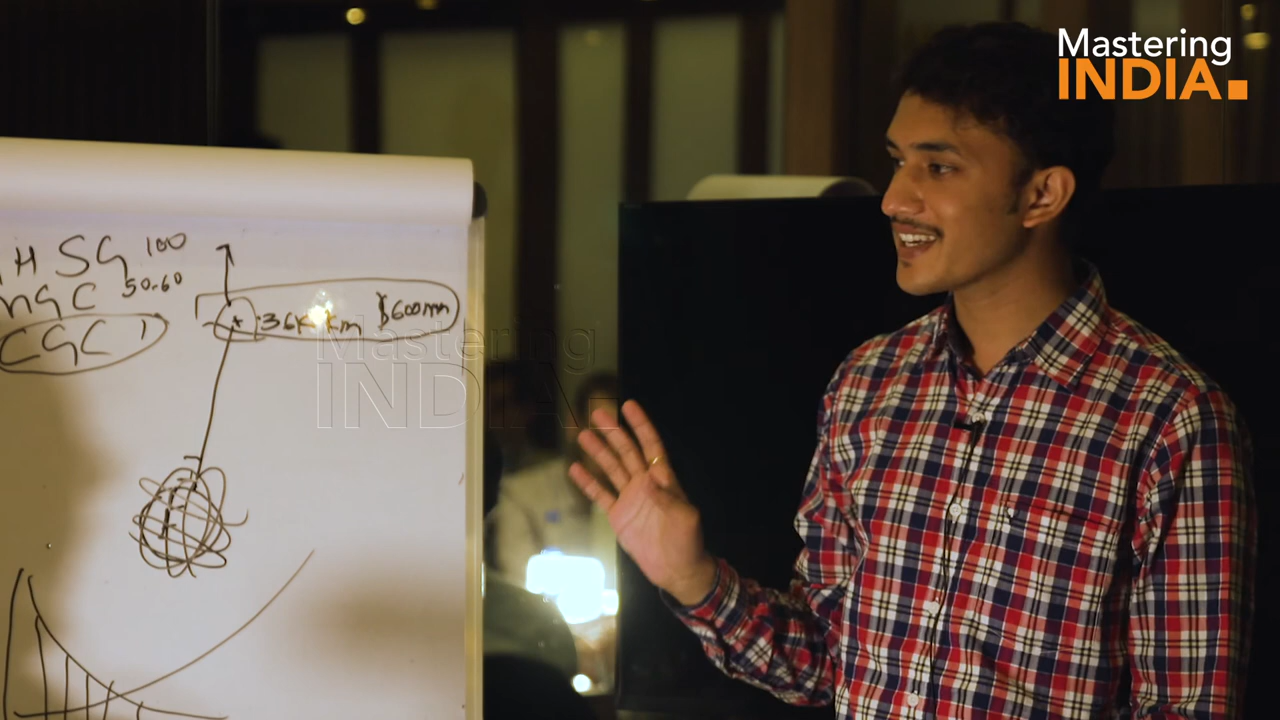 Mastering
INDIA.
H SG 100
NGC 50-60
CGC 1
36K Km $600mn
Mastering
INDIA.